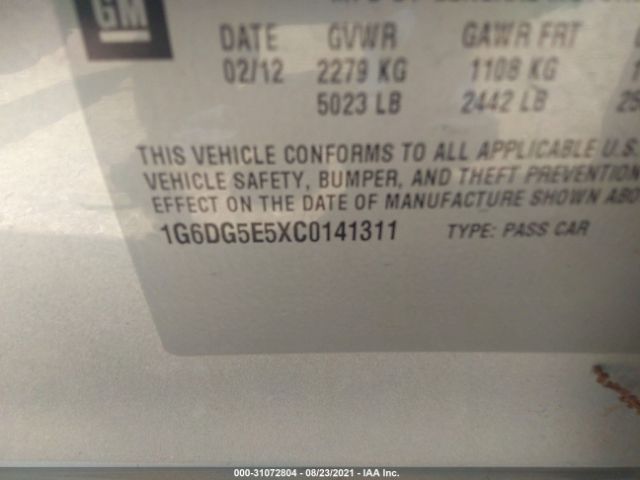 GM
DATE GVWR GAWR FRT
02/12 2279 KG 1108 KG
5023 LB 2442 LB
THIS VEHICLE CONFORMS TO ALL APPLICABLE U.S.
VEHICLE SAFETY, BUMPER, AND THEFT PREVENTION
EFFECT ON THE DATE OF MANUFACTURE SHOWN ABO
1G6DG5E5XC0141311 TYPE: PASS CAR
000-31072804 - 08/23/2021 - IAA Inc.